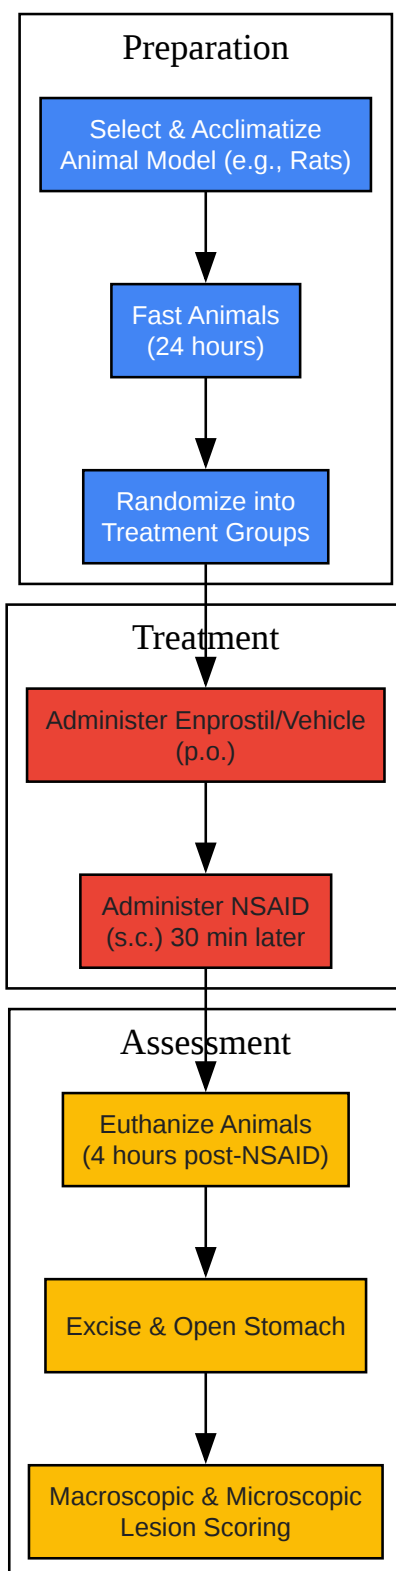 Preparation
Select & Acclimatize
Animal Model (e.g., Rats)
Fast Animals
(24 hours)
Randomize into
Treatment Groups
Treatment
Administer Enprostil/Vehicle
(p.o.)
Administer NSAID
(s.c.) 30 min later
Assessment
Euthanize Animals
(4 hours post-NSAID)
Excise & Open Stomach
Macroscopic & Microscopic
Lesion Scoring